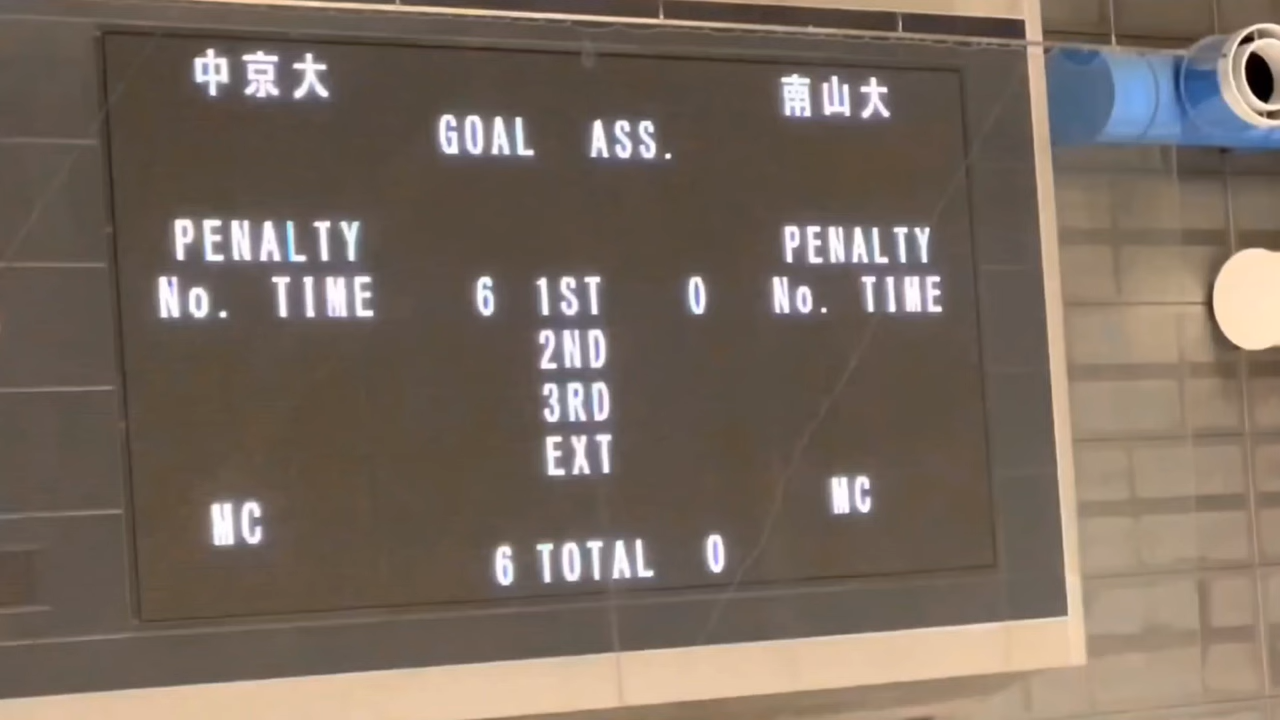 中京大 南山大
GOAL ASS.
PENALTY PENALTY
No. TIME 6 1ST 0 No. TIME
2ND
3RD
EXT
MC MC
6 TOTAL 0